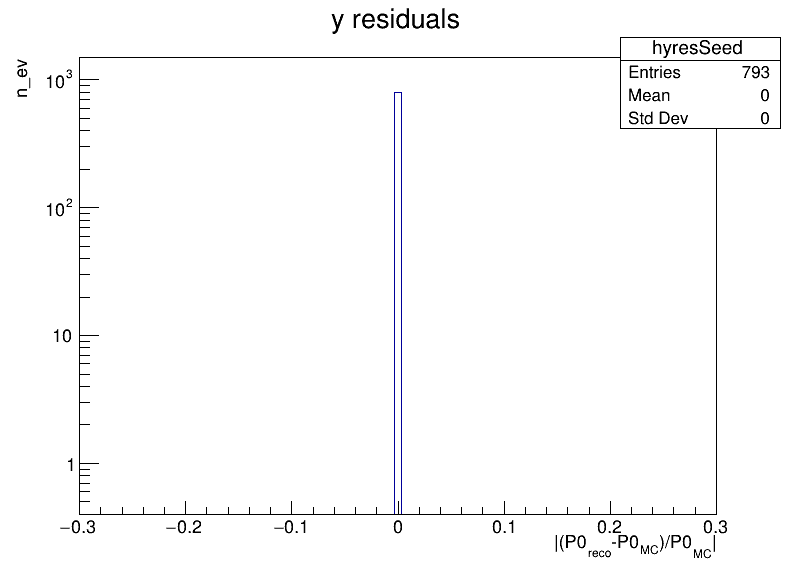 y residuals
n_ev
hyresSeed
Entries 793
Mean 0
Std Dev 0
10³
10²
10
1
−0.3 −0.2 −0.1 0 0.1 0.2 0.3
|(P0reco-P0MC)/P0MC|